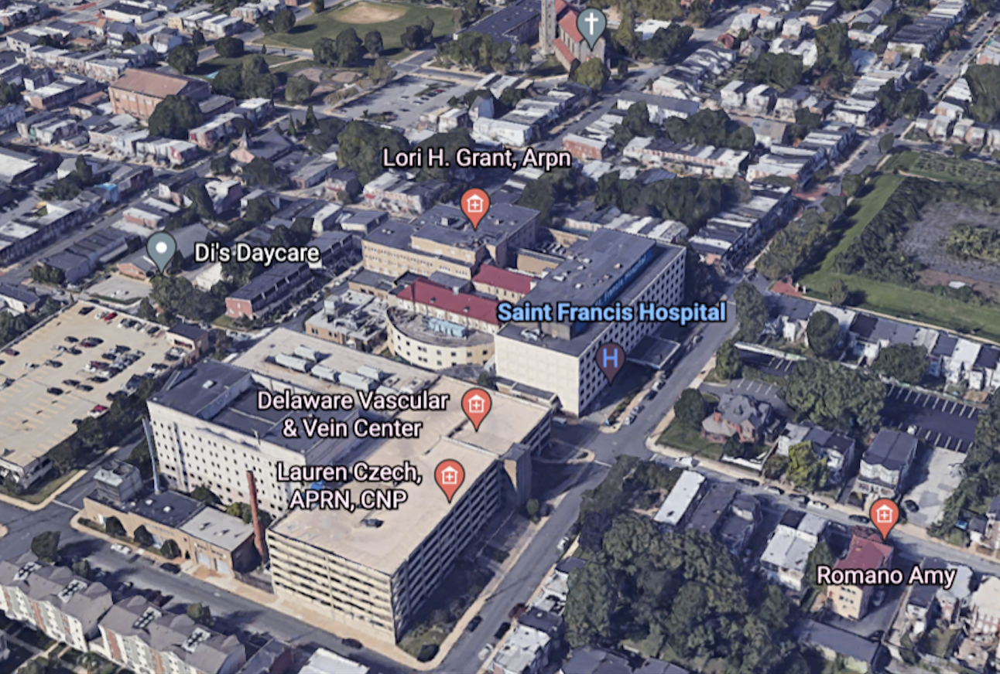 Lori H. Grant, Arpn
Di's Daycare
Saint Francis Hospital
H
Delaware Vascular
& Vein Center
Lauren Czech,
APRN, CNP
Romano Amy